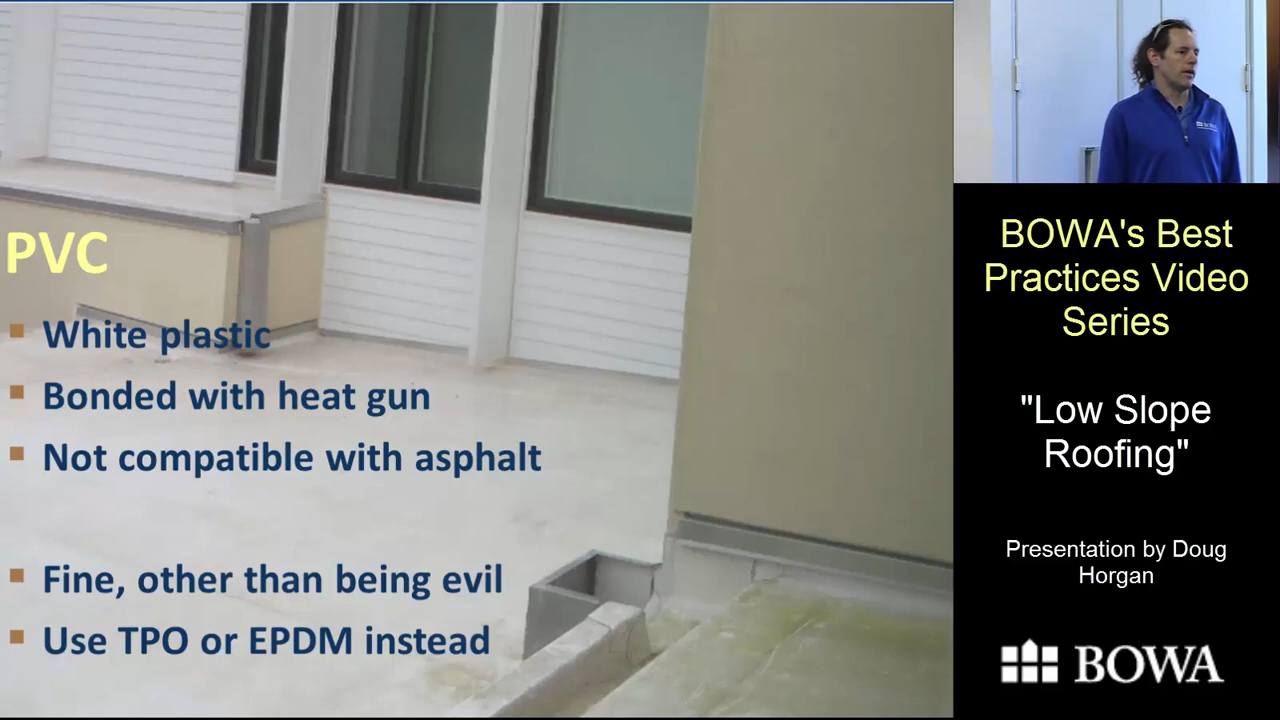 PVC
White plastic
Bonded with heat gun
Not compatible with asphalt
Fine, other than being evil
Use TPO or EPDM instead
BOWA
BOWA's Best
Practices Video
Series
"Low Slope
Roofing"
Presentation by Doug
Horgan
BOWA